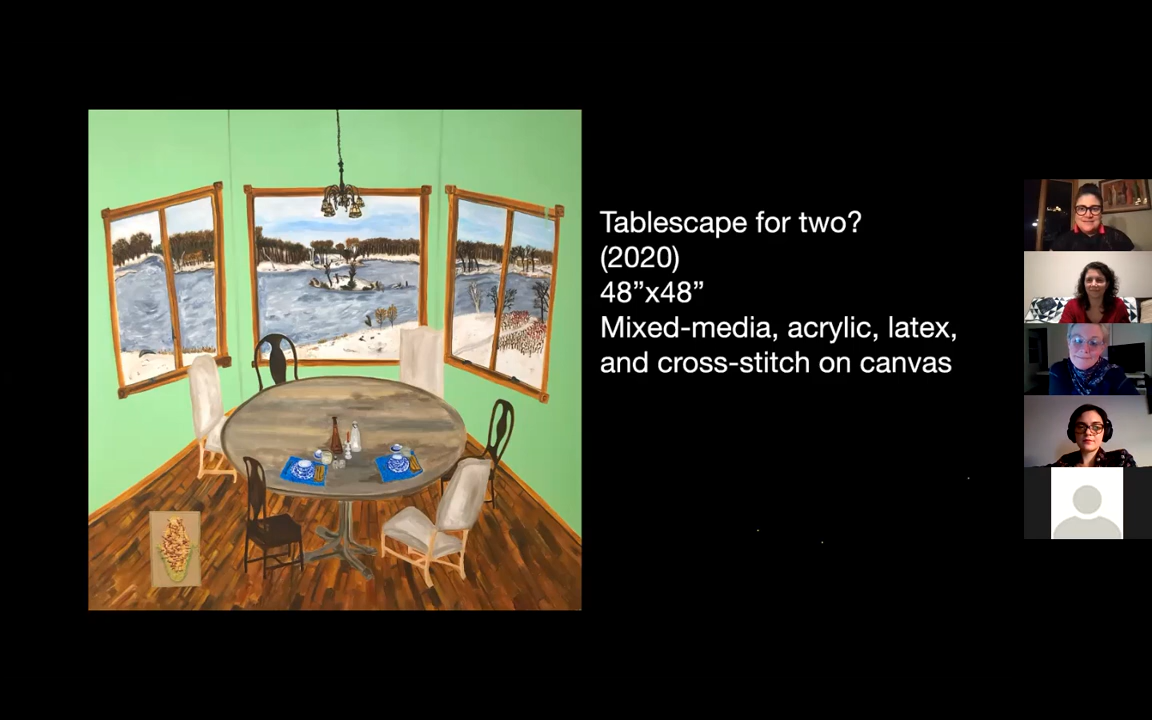 Tablescape for two?
(2020)
48”x48”
Mixed-media, acrylic, latex,
and cross-stitch on canvas